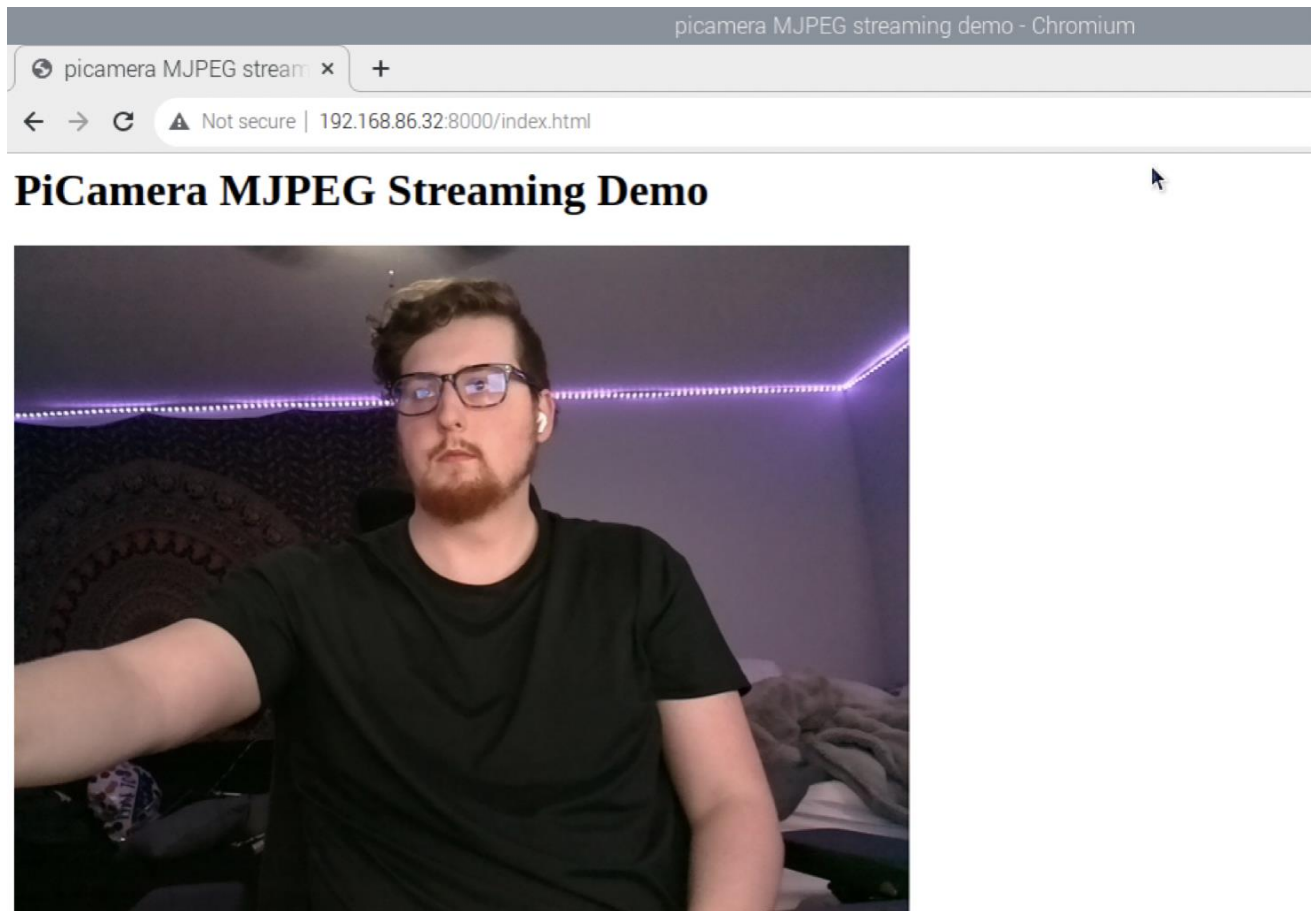 picamera MJPEG streaming demo - Chromium
picamera MJPEG stream
Not secure | 192.168.86.32:8000/index.html
PiCamera MJPEG Streaming Demo